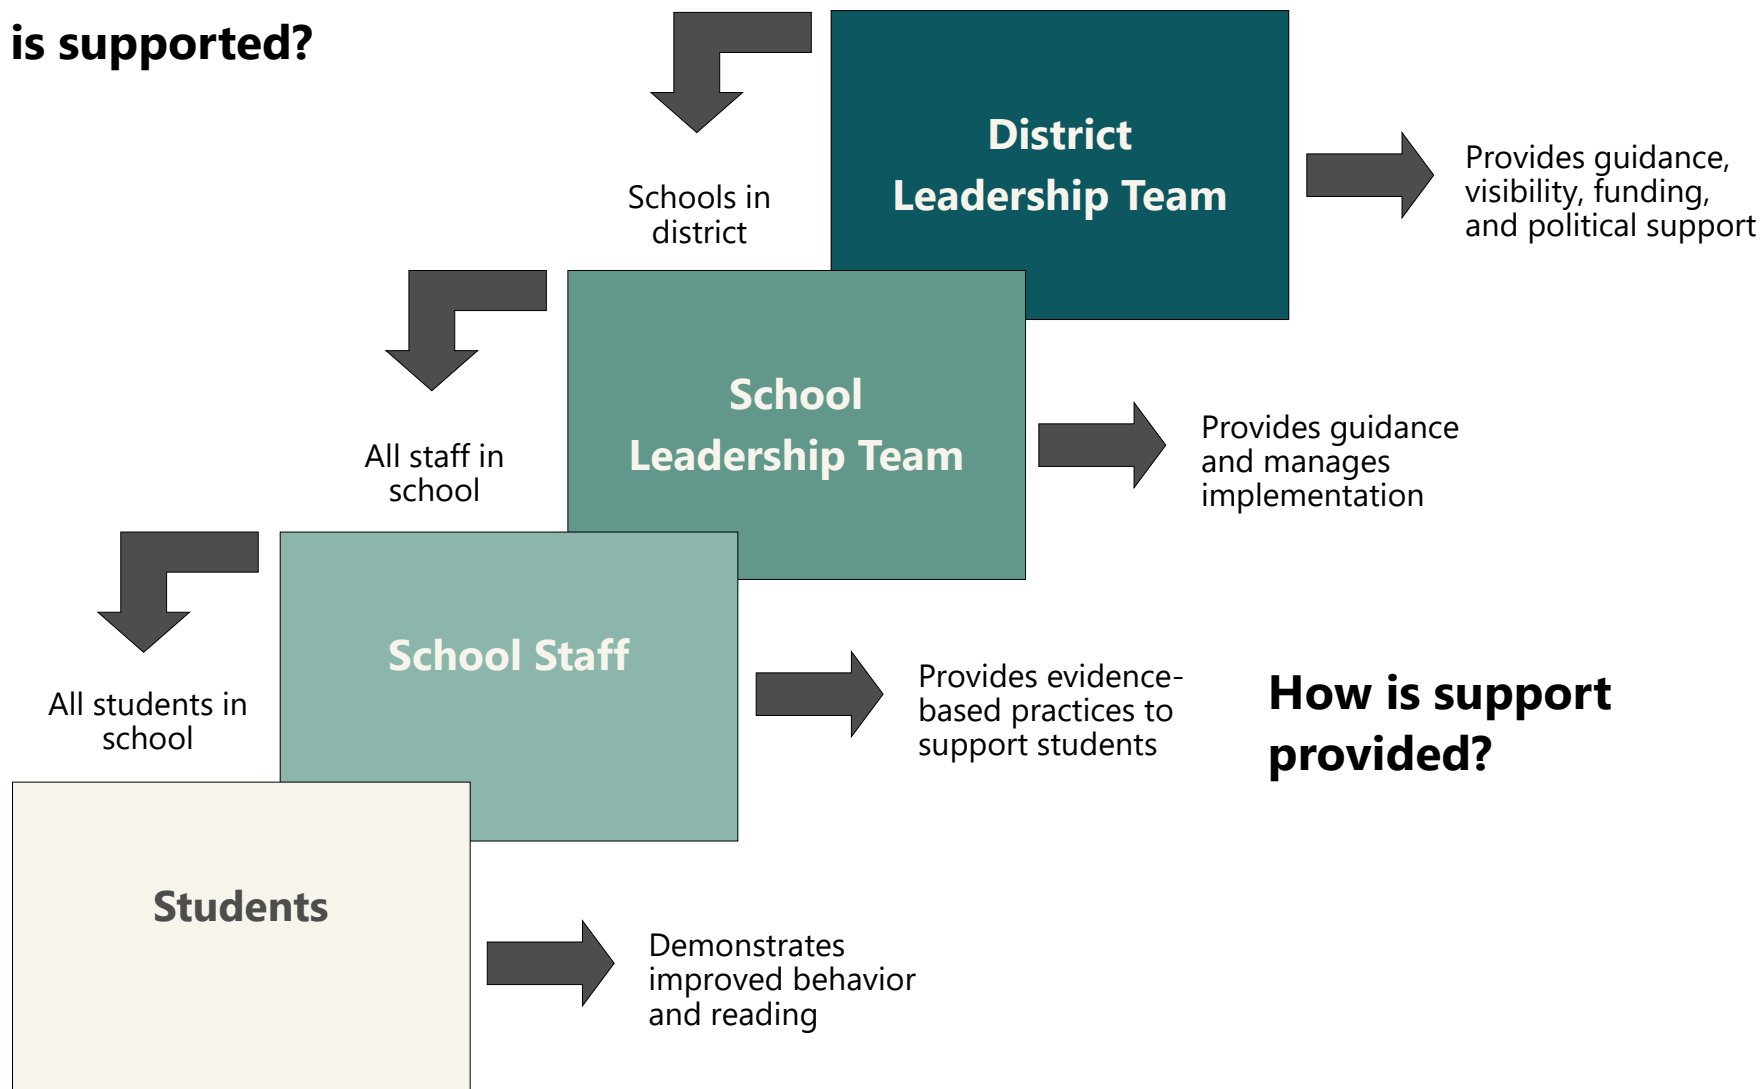 is supported?
District
Leadership Team
Provides guidance,
visibility, funding,
and political support
Schools in
district
School
Leadership Team
Provides guidance
and manages
implementation
All staff in
school
School Staff
Provides evidence-
based practices to
support students
How is support
provided?
All students in
school
Students
Demonstrates
improved behavior
and reading